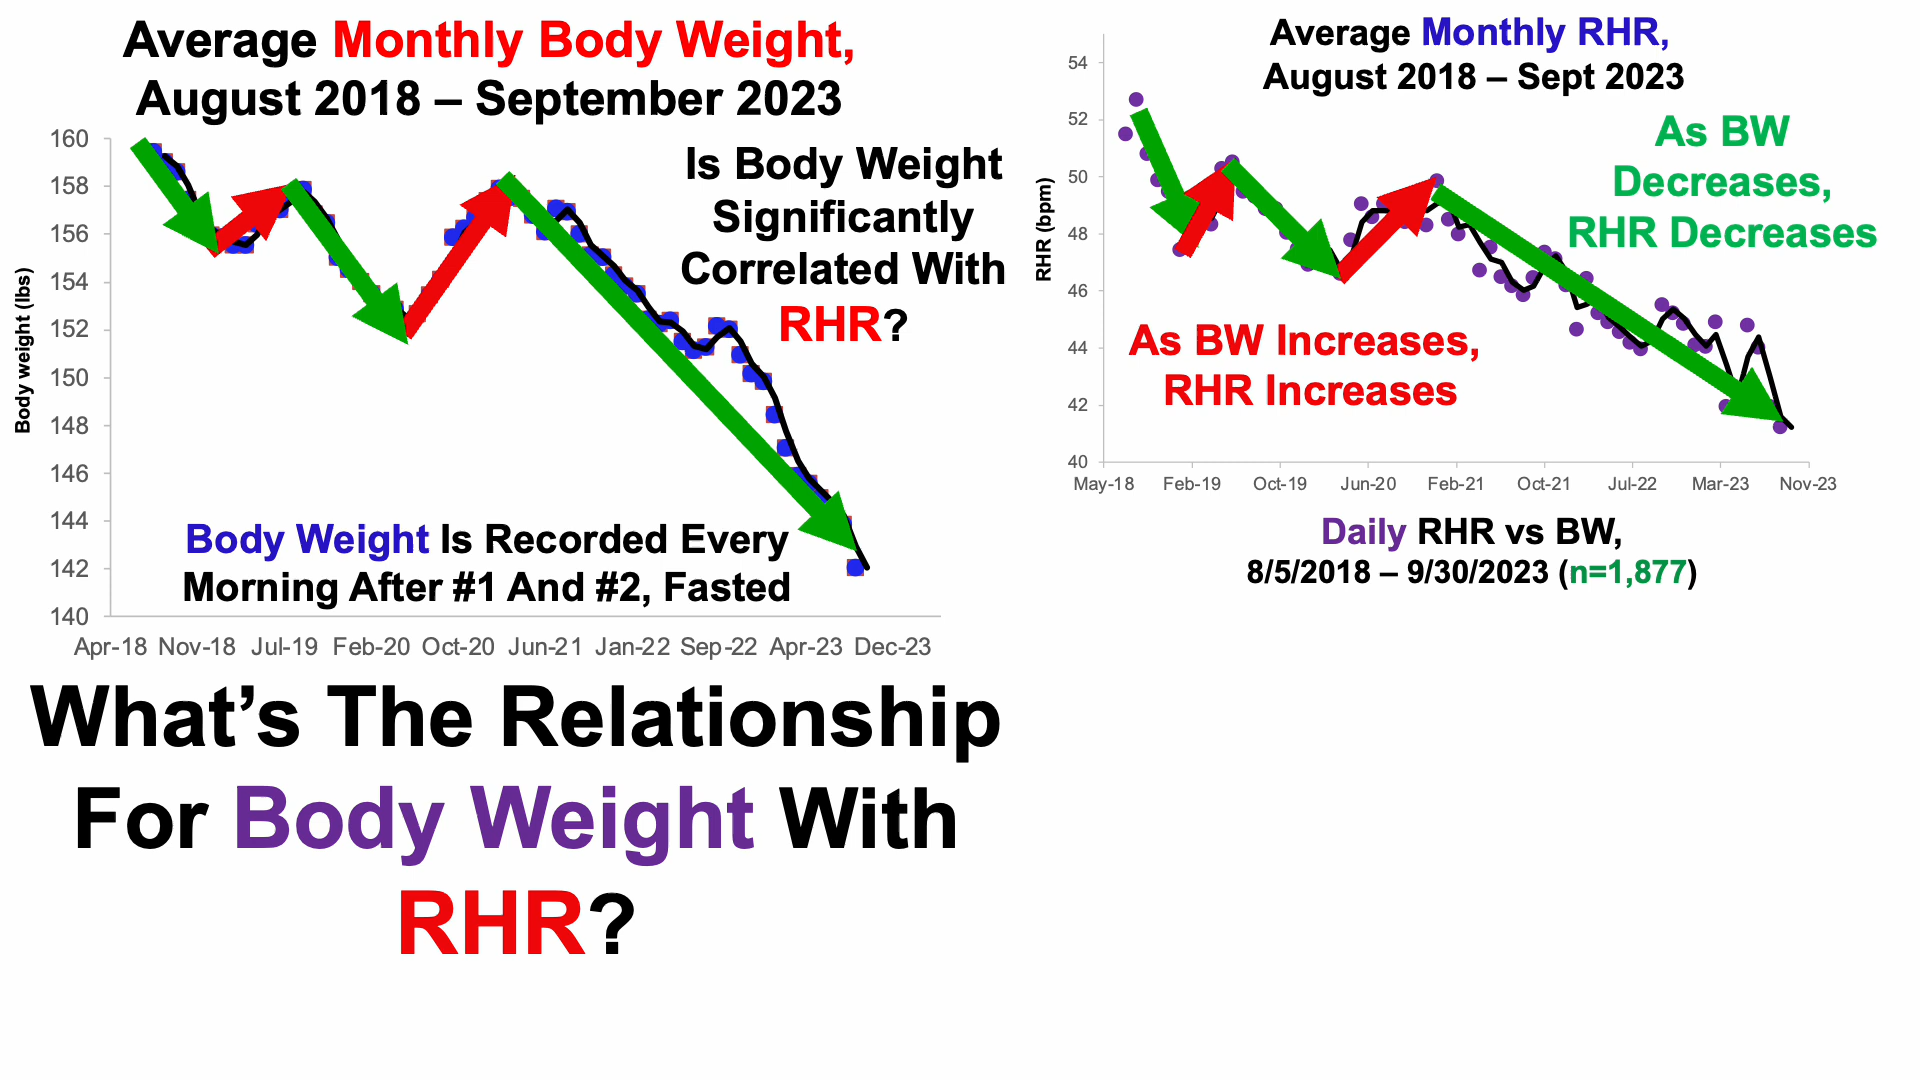 Average Monthly Body Weight,
August 2018 – September 2023
160
158
156
154
152
150
148
146
144
142
140
Body weight (lbs)
Apr-18 Nov-18 Jul-19 Feb-20 Oct-20 Jun-21 Jan-22 Sep-22 Apr-23 Dec-23
Is Body Weight
Significantly
Correlated With
RHR?
Body Weight Is Recorded Every
Morning After #1 And #2, Fasted
What’s The Relationship
For Body Weight With
RHR?
Average Monthly RHR,
August 2018 – Sept 2023
54
52
50
48
46
44
42
40
RHR (bpm)
May-18 Feb-19 Oct-19 Jun-20 Feb-21 Oct-21 Jul-22 Mar-23 Nov-23
As BW
Decreases,
RHR Decreases
As BW Increases,
RHR Increases
Daily RHR vs BW,
8/5/2018 – 9/30/2023 (n=1,877)